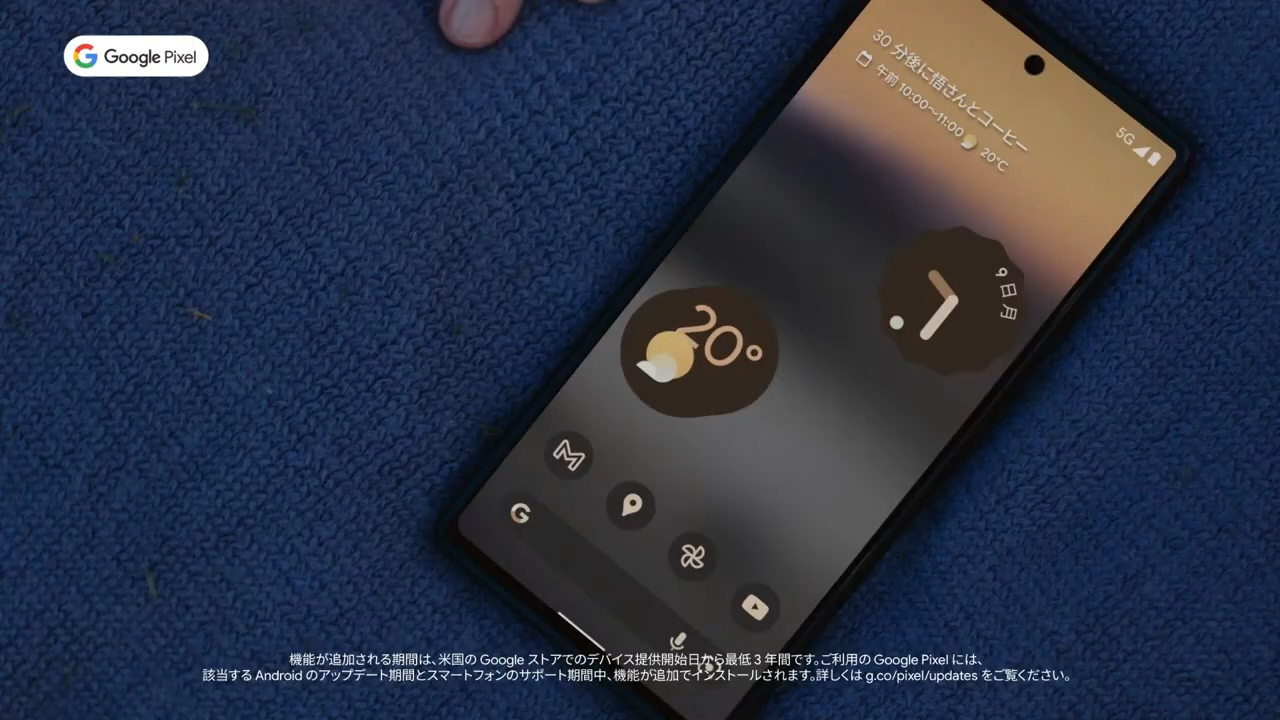 Google Pixel
30 分後に悟さんとコーヒー
午前 10:00～11:00 20°C
5G
9日月
20°
G
機能が追加される期間は、米国の Google ストアでのデバイス提供開始日から最低 3 年間です。ご利用の Google Pixel には、
該当する Android のアップデート期間とスマートフォンのサポート期間中、機能が追加でインストールされます。詳しくは g.co/pixel/updates をご覧ください。